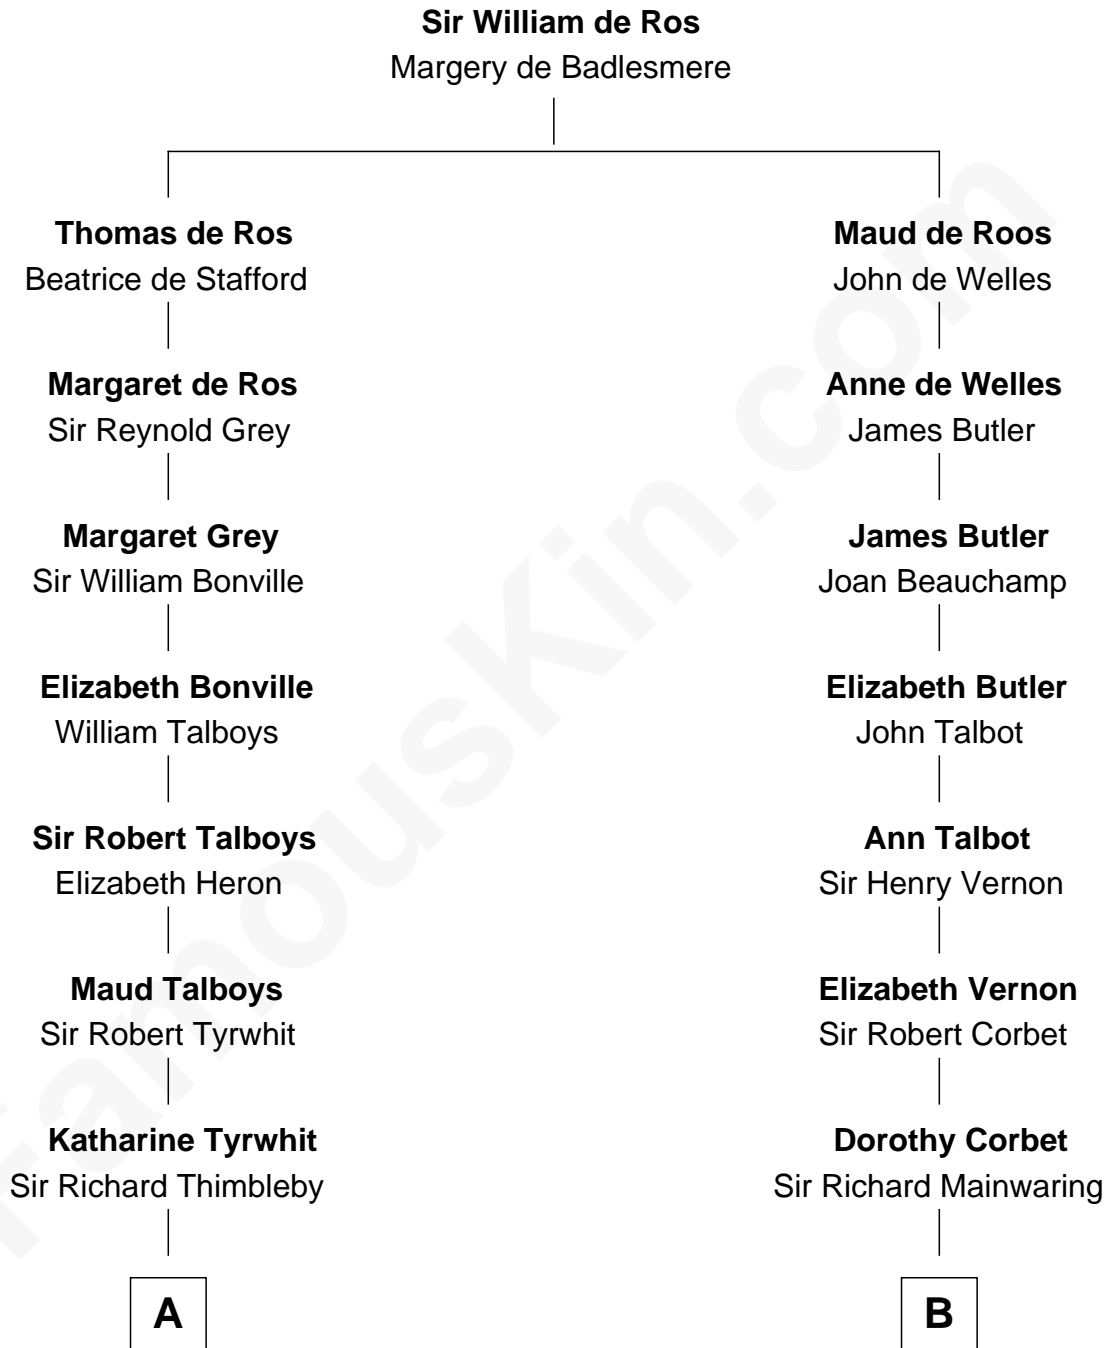 Sir William de Ros
Margery de Badlesmere
Thomas de Ros
Beatrice de Stafford
Maud de Roos
John de Welles
Margaret de Ros
Sir Reynold Grey
Anne de Welles
James Butler
Margaret Grey
Sir William Bonville
James Butler
Joan Beauchamp
Elizabeth Bonville
William Talboys
Elizabeth Butler
John Talbot
Sir Robert Talboys
Elizabeth Heron
Ann Talbot
Sir Henry Vernon
Maud Talboys
Sir Robert Tyrwhit
Elizabeth Vernon
Sir Robert Corbet
Katharine Tyrwhit
Sir Richard Thimbleby
Dorothy Corbet
Sir Richard Mainwaring
A
B
FamousKin.com